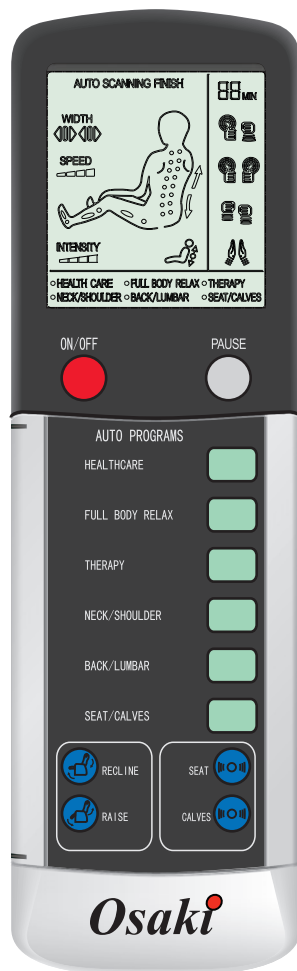 AUTO SCANNING FINISH
88 MIN
WIDTH
SPEED
INTENSITY
HEALTH CARE FULL BODY RELAX THERAPY
NECK/SHOULDER BACK/LUMBAR SEAT/CALVES
ON/OFF PAUSE
AUTO PROGRAMS
HEALTHCARE
FULL BODY RELAX
THERAPY
NECK/SHOULDER
BACK/LUMBAR
SEAT/CALVES
RECLINE SEAT
RAISE CALVES
Osaki